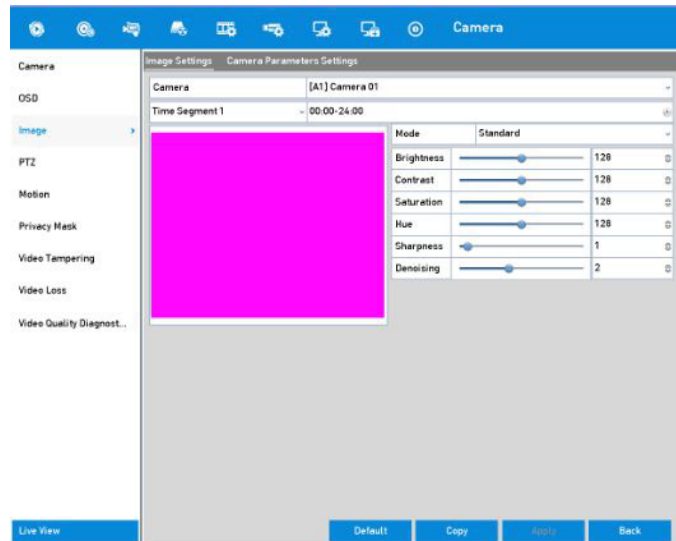 Camera
Camera
OSD
Image
PTZ
Motion
Privacy Mask
Video Tampering
Video Loss
Video Quality Diagnost...
Live View
Image Settings Camera Parameters Settings
Camera [A1] Camera 01
Time Segment 1 00:00-24:00
Mode Standard
Brightness 128
Contrast 128
Saturation 128
Hue 128
Sharpness 1
Denoising 2
Default Copy Apply Back